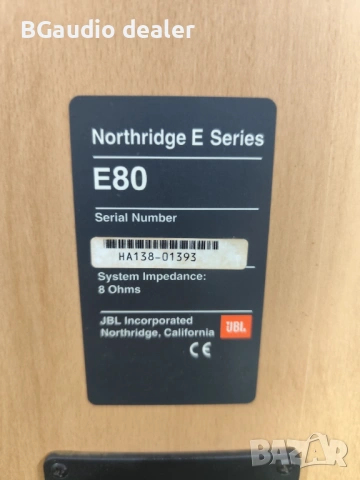 BGaudio dealer
Northridge E Series
E80
Serial Number
HA138-01393
System Impedance:
8 Ohms
JBL Incorporated
Northridge, California
JBL
CE
BAZAR